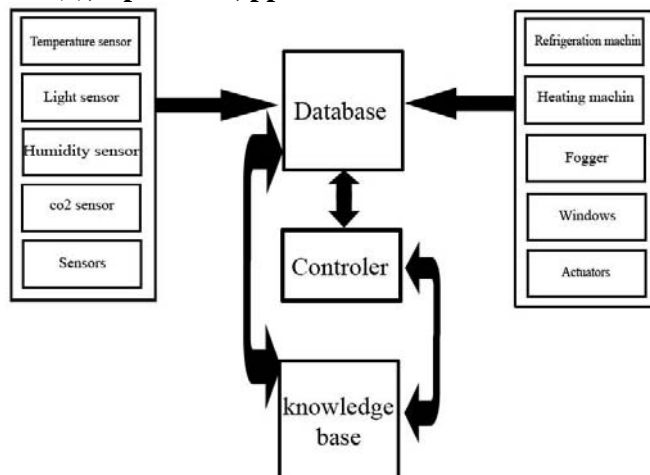 Temperature sensor
Light sensor
Humidity sensor
co2 sensor
Sensors
Database
Controler
knowledge
base
Refrigeration machin
Heating machin
Fogger
Windows
Actuators